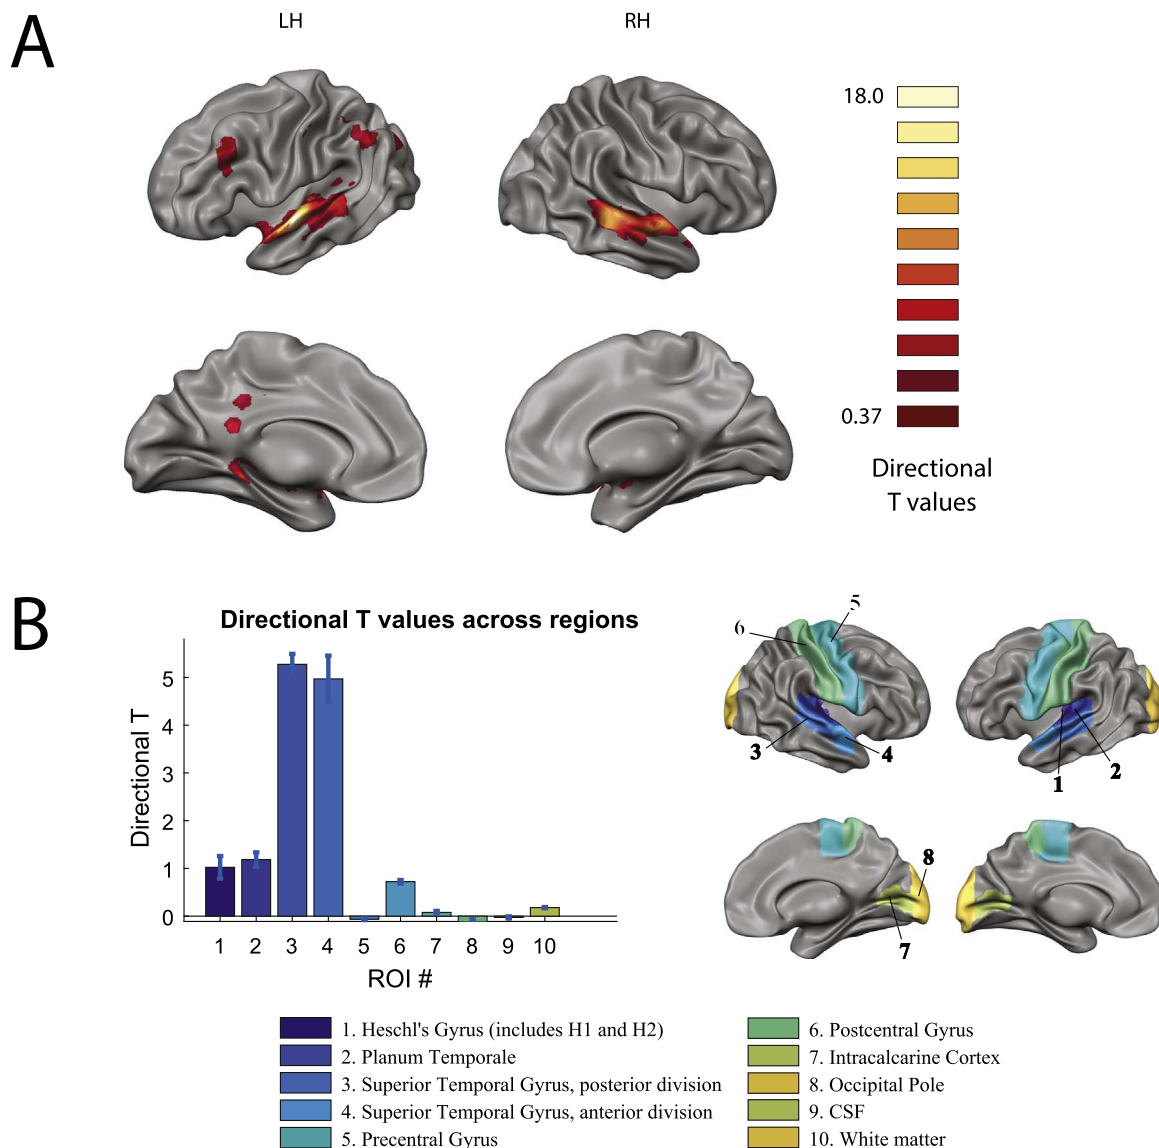 A
LH
RH
18.0
0.37
Directional
T values
B
Directional T values across regions
Directional T
5
4
3
2
1
0
1 2 3 4 5 6 7 8 9 10
ROI #
5
6
3
4
1
2
8
7
1. Heschl's Gyrus (includes H1 and H2)
2. Planum Temporale
3. Superior Temporal Gyrus, posterior division
4. Superior Temporal Gyrus, anterior division
5. Precentral Gyrus
6. Postcentral Gyrus
7. Intracalcarine Cortex
8. Occipital Pole
9. CSF
10. White matter